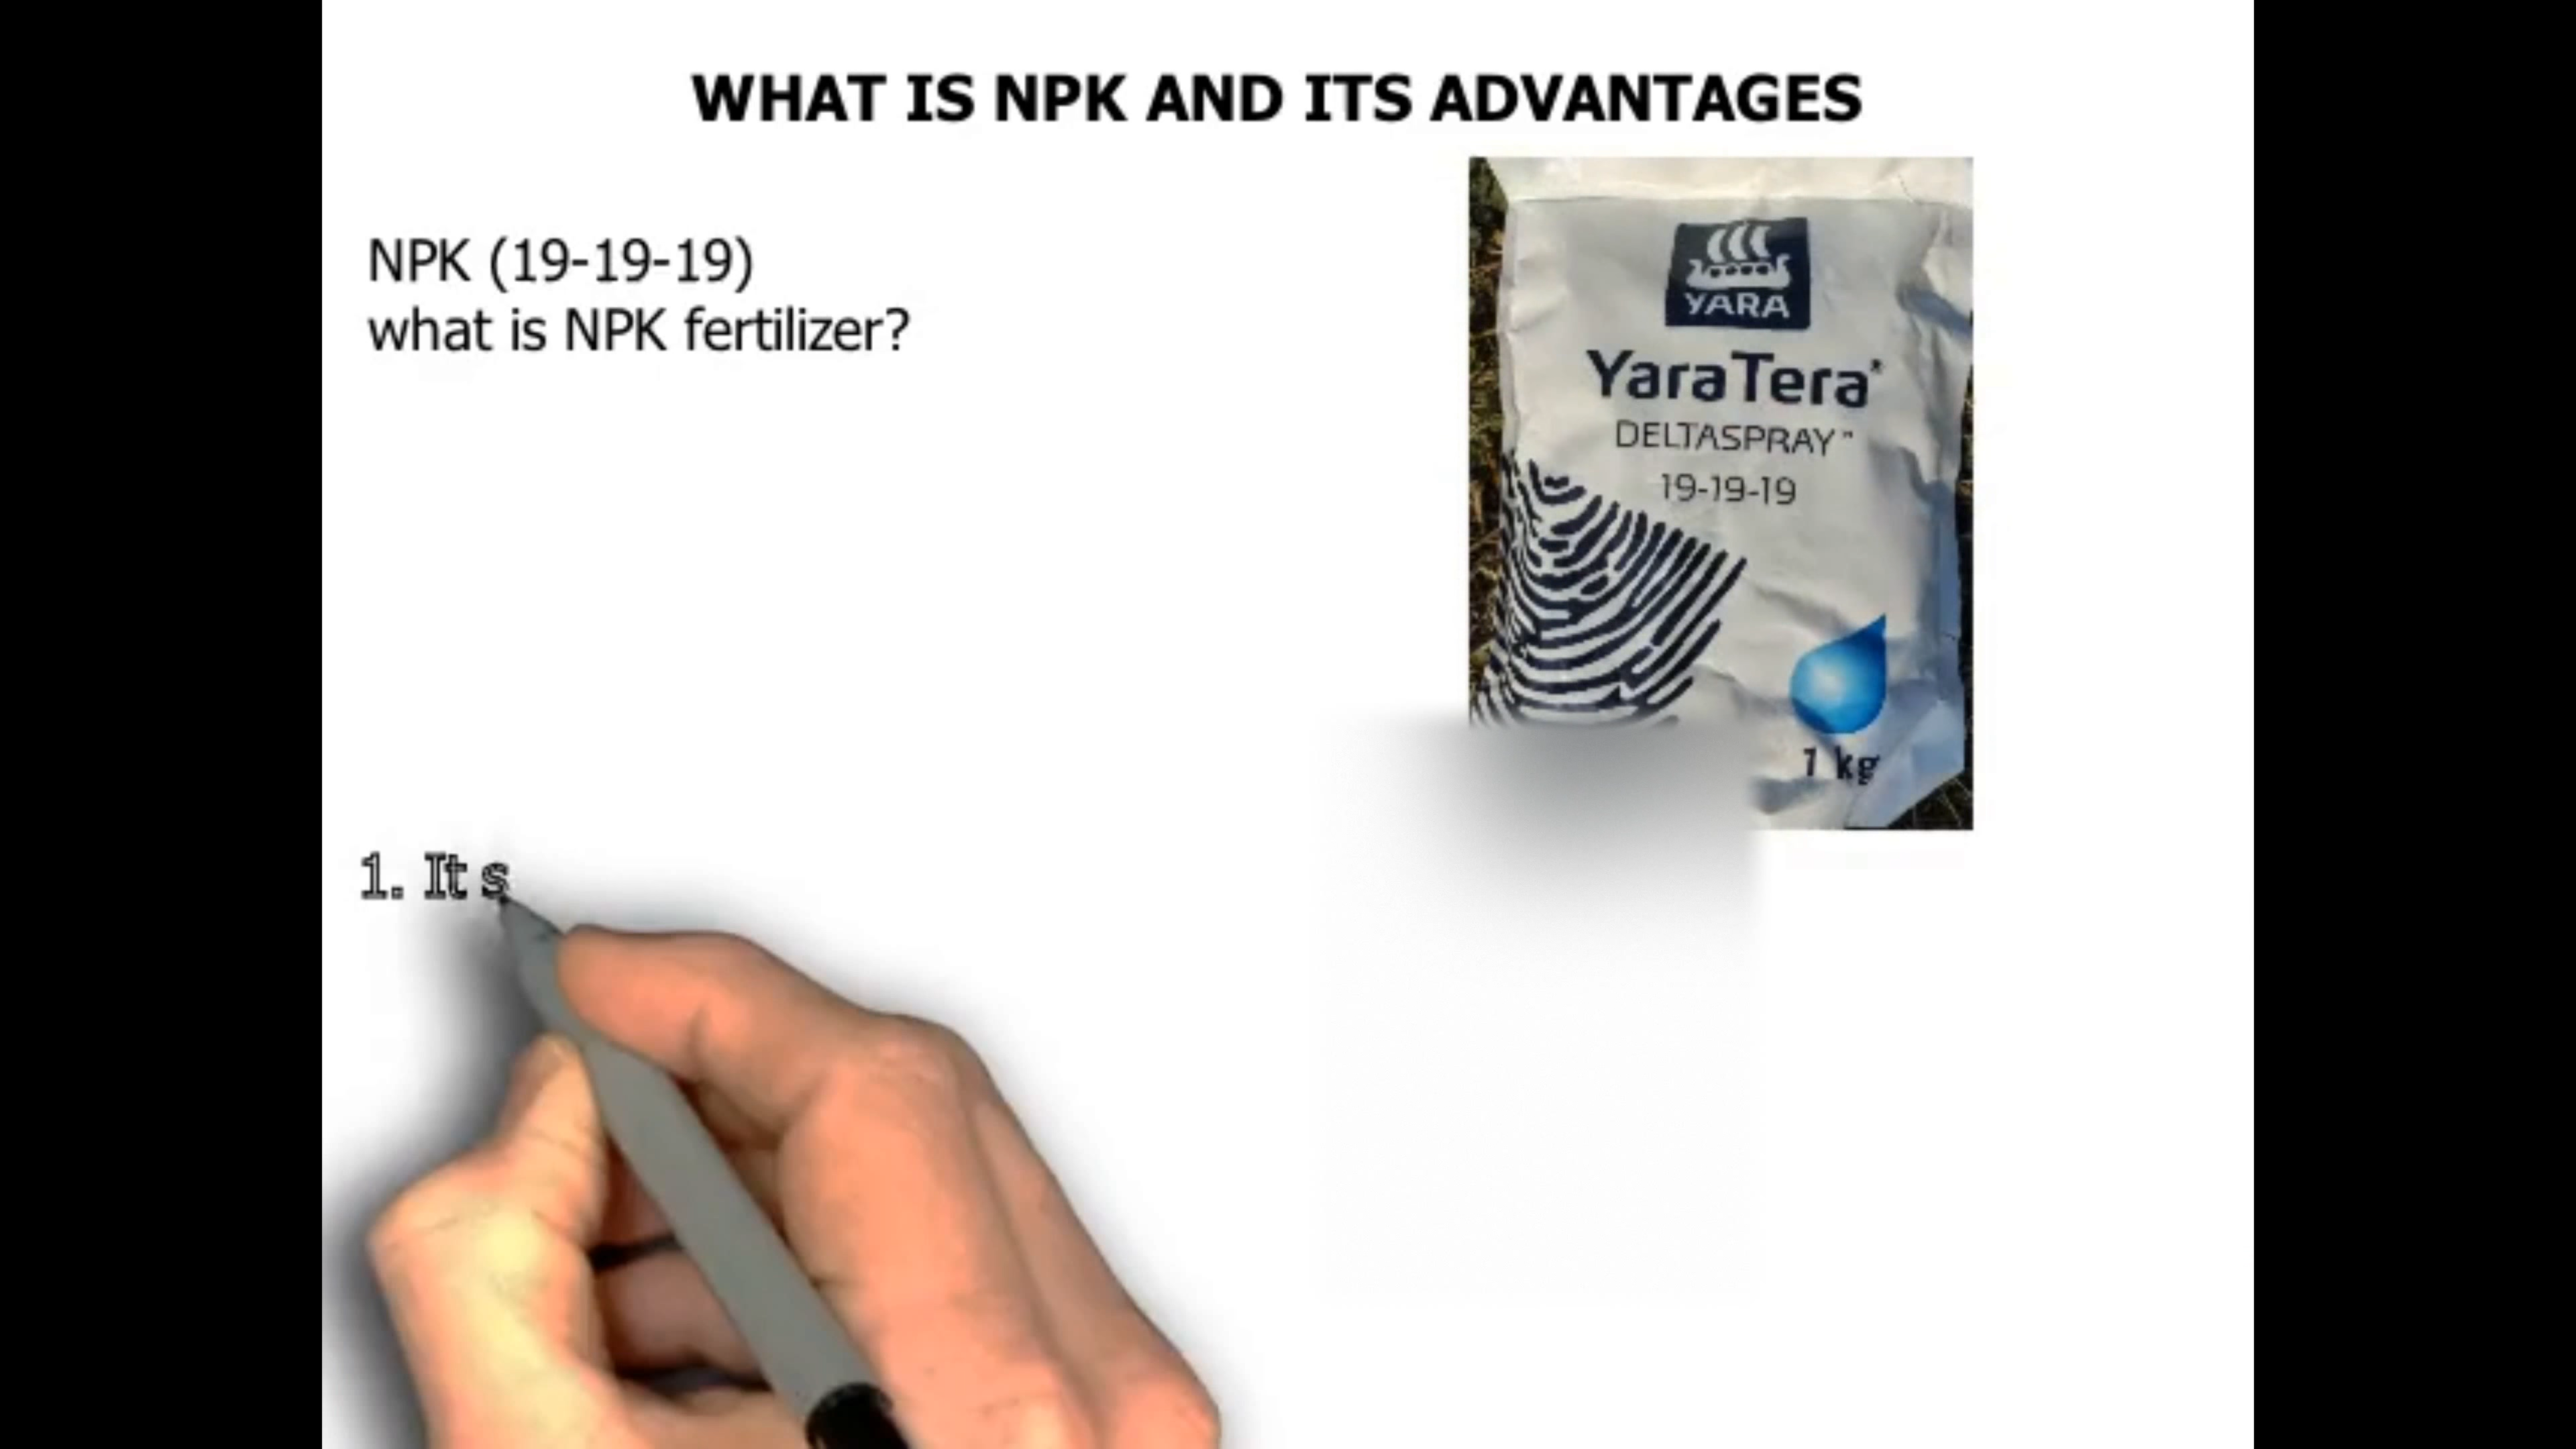 WHAT IS NPK AND ITS ADVANTAGES
NPK (19-19-19)
what is NPK fertilizer?
YARA
YaraTera*
DELTASPRAY™
19-19-19
1 kg
1. It s